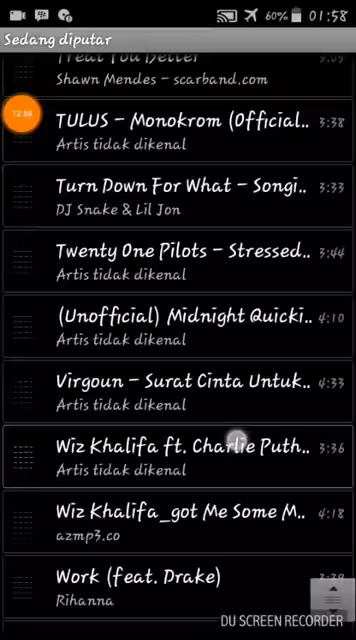 60% 01:58
Sedang diputar
Treat You Better
Shawn Mendes - scarband.com
12:58
TULUS - Monokrom (Official.. 3:38
Artis tidak dikenal
Turn Down For What - Songi.. 3:33
DJ Snake & Lil Jon
Twenty One Pilots - Stressed.. 3:44
Artis tidak dikenal
(Unofficial) Midnight Quicki.. 4:10
Artis tidak dikenal
Virgoun - Surat Cinta Untuk.. 4:33
Artis tidak dikenal
Wiz Khalifa ft. Charlie Puth.. 3:36
Artis tidak dikenal
Wiz Khalifa_got Me Some M.. 4:18
azmp3.co
Work (feat. Drake)
Rihanna
DU SCREEN RECORDER